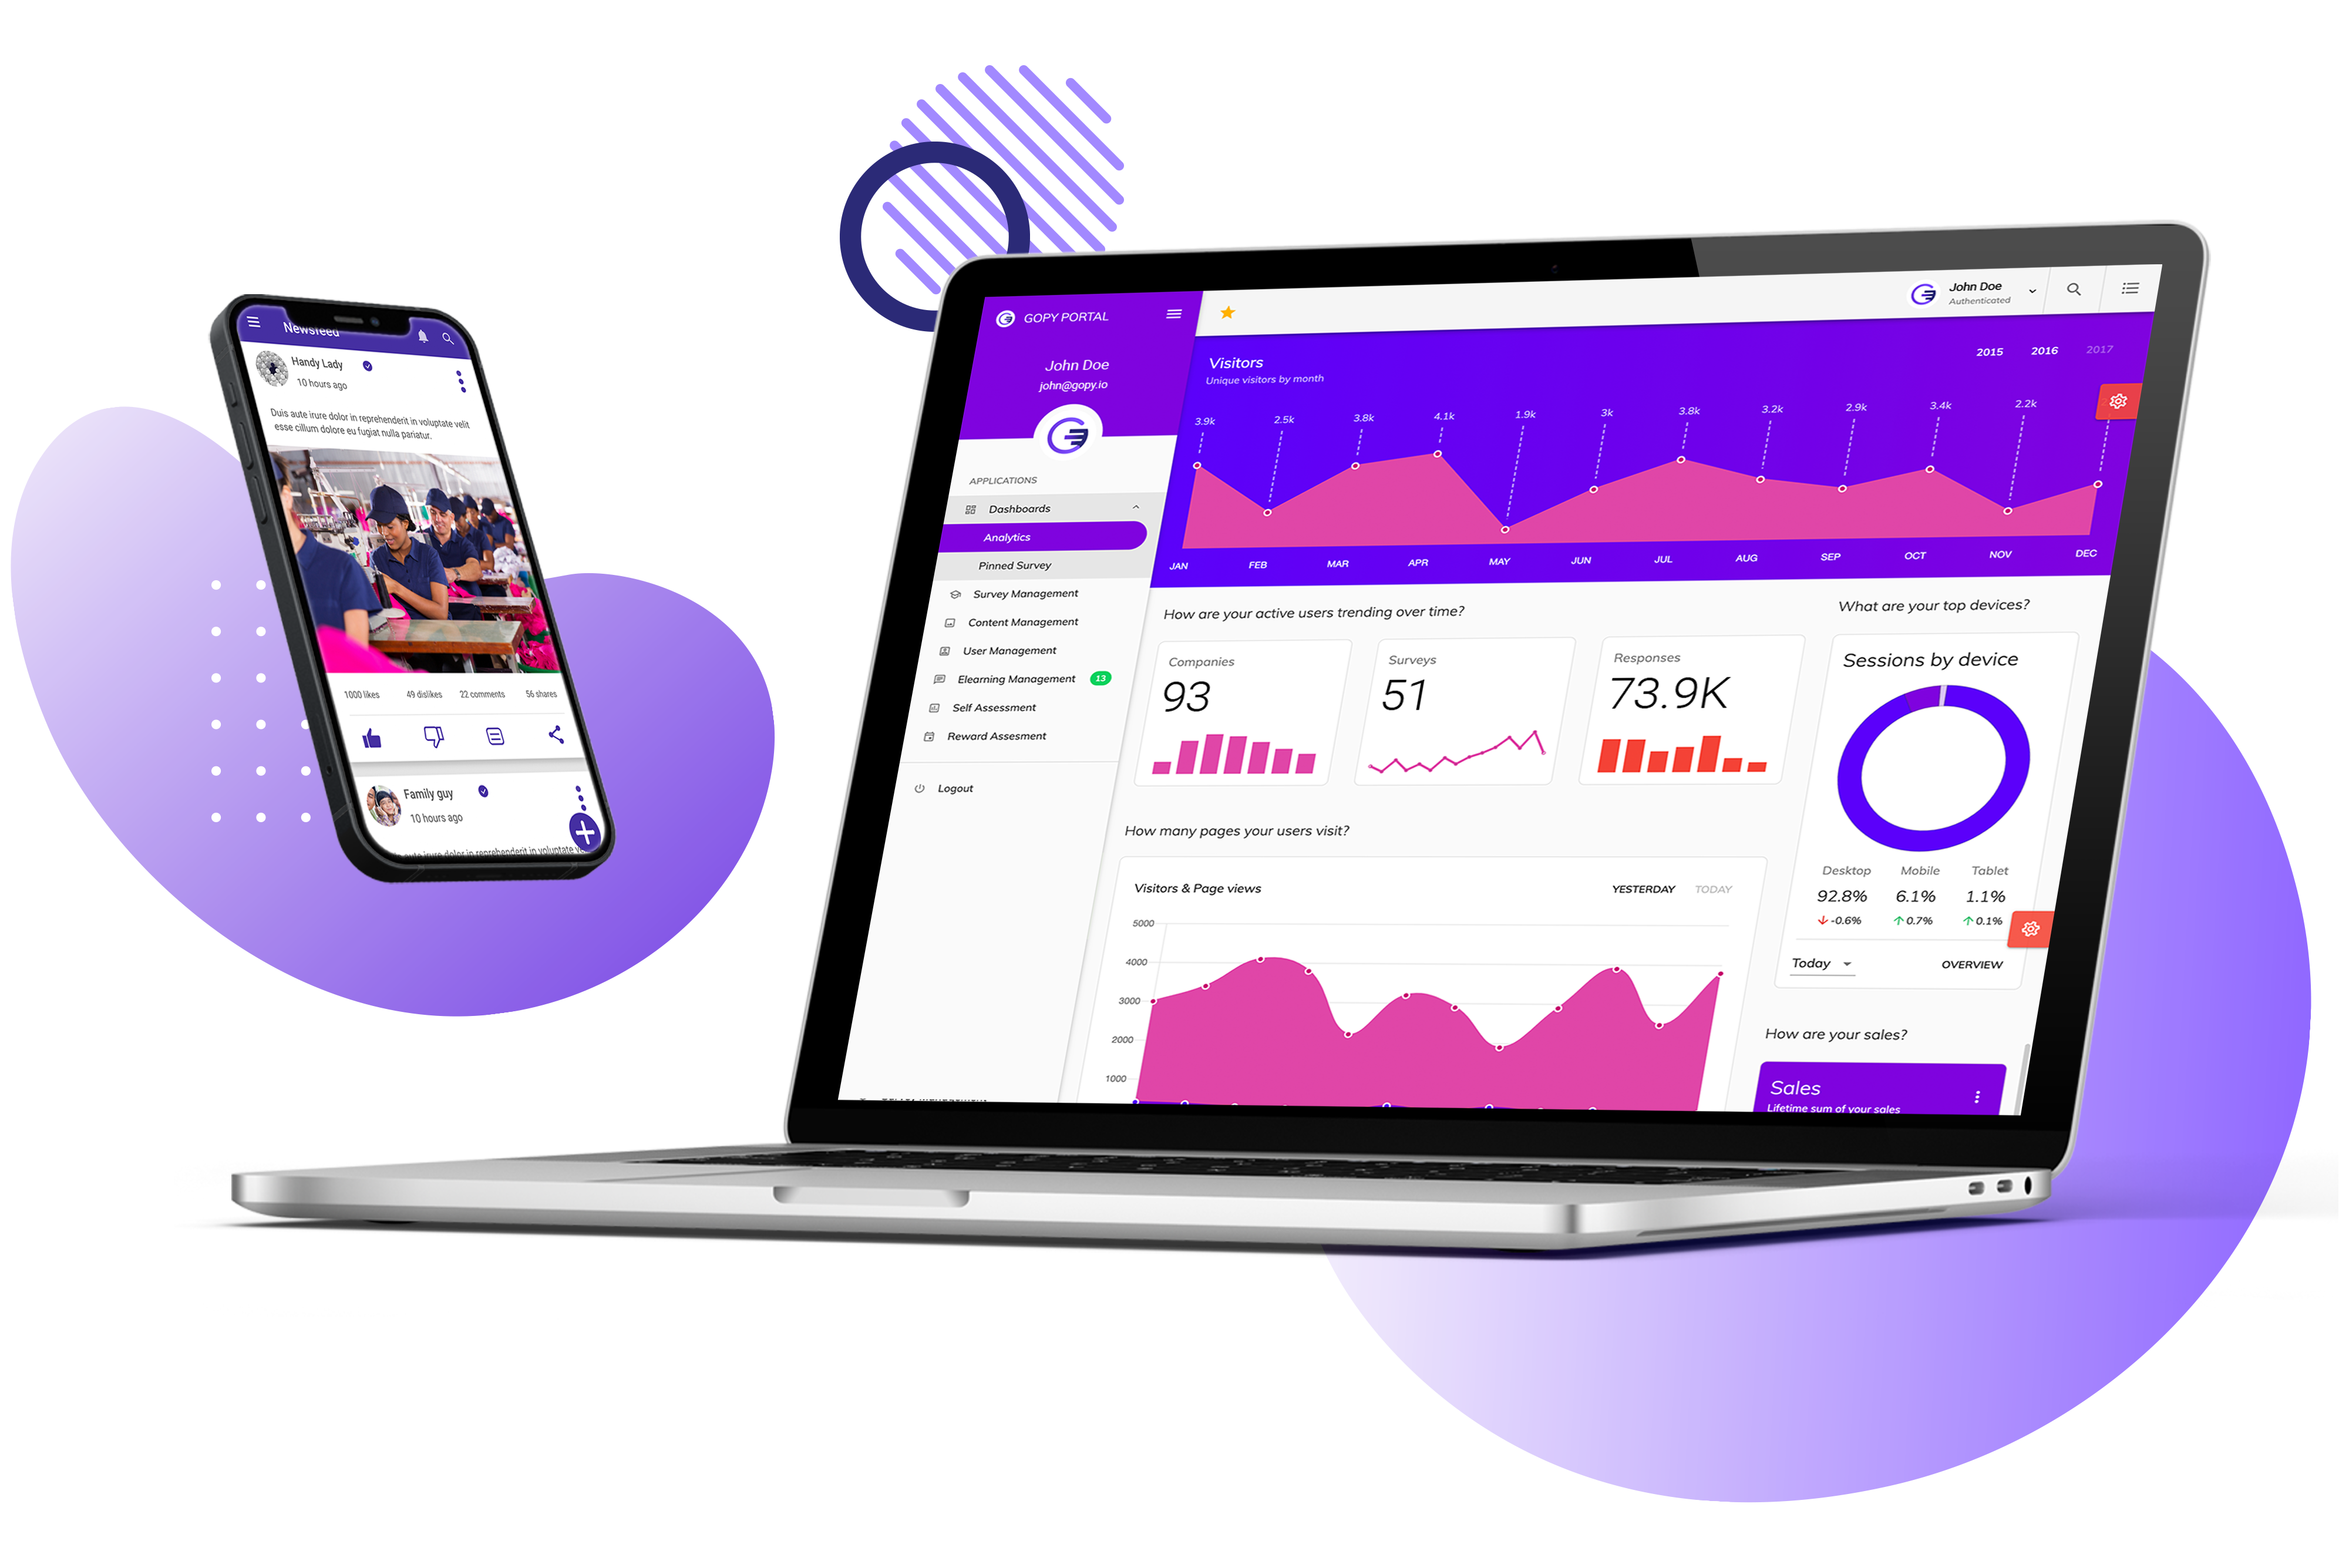 Newsfeed
Handy Lady
10 hours ago
Duis aute irure dolor in reprehenderit in voluptate velit
esse cillum dolore eu fugiat nulla pariatur.
1000 likes 49 dislikes 22 comments 56 shares
Family guy
10 hours ago
aute irure dolor in reprehenderit in voluptate
GOPY PORTAL
John Doe
john@gopy.io
APPLICATIONS
Dashboards
Analytics
Pinned Survey
Survey Management
Content Management
User Management
Elearning Management 13
Self Assessment
Reward Assesment
Logout
John Doe
Authenticated
Visitors
Unique visitors by month
2015 2016 2017
3.9k 2.5k 3.8k 4.1k 1.9k 3k 3.8k 3.2k 2.9k 3.4k 2.2k
JAN FEB MAR APR MAY JUN JUL AUG SEP OCT NOV DEC
How are your active users trending over time?
Companies
93
Surveys
51
Responses
73.9K
How many pages your users visit?
Visitors & Page views
YESTERDAY TODAY
5000
4000
3000
2000
1000
What are your top devices?
Sessions by device
Desktop Mobile Tablet
92.8% 6.1% 1.1%
-0.6% 0.7% 0.1%
Today OVERVIEW
How are your sales?
Sales
Lifetime sum of your sales